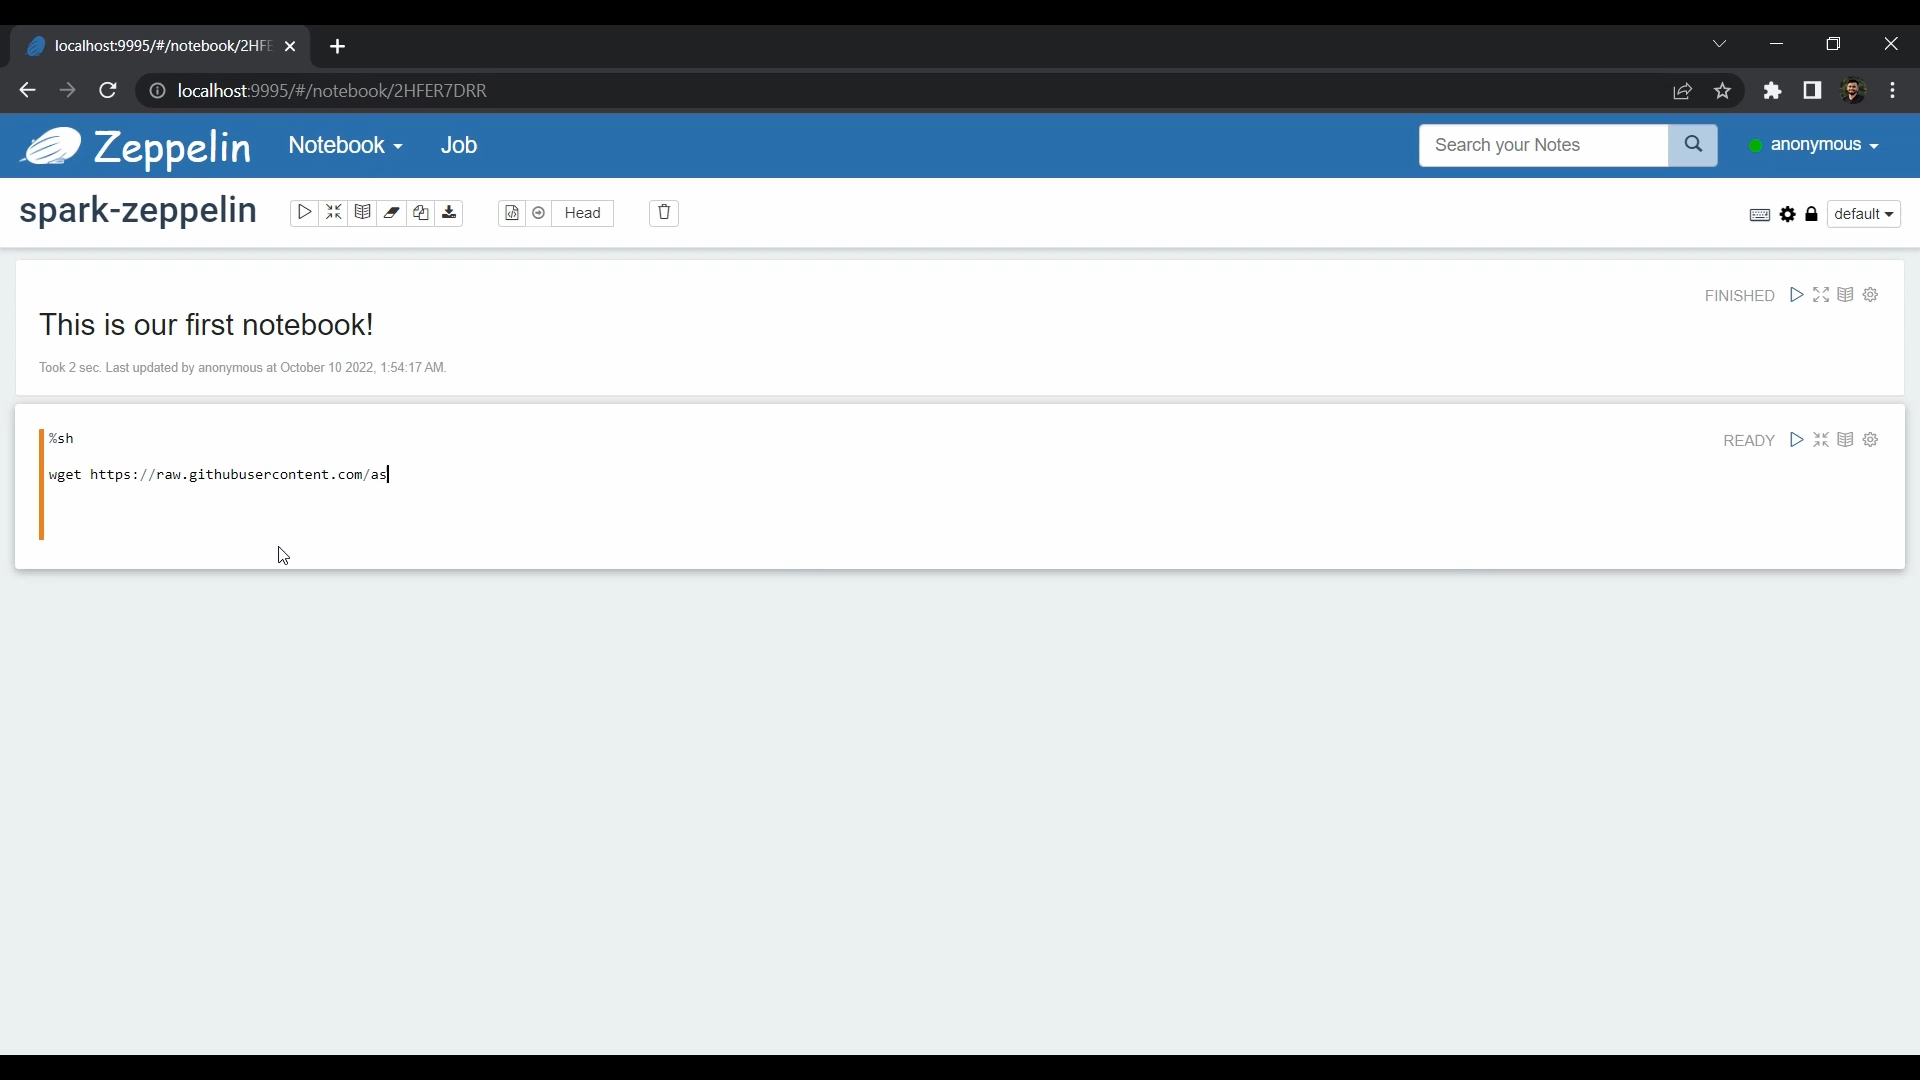 localhost:9995/#/notebook/2HFE
localhost:9995/#/notebook/2HFER7DRR
Zeppelin Notebook Job Search your Notes anonymous
spark-zeppelin Head default
FINISHED
This is our first notebook!
Took 2 sec. Last updated by anonymous at October 10 2022, 1:54:17 AM.
%sh READY
wget https://raw.githubusercontent.com/as